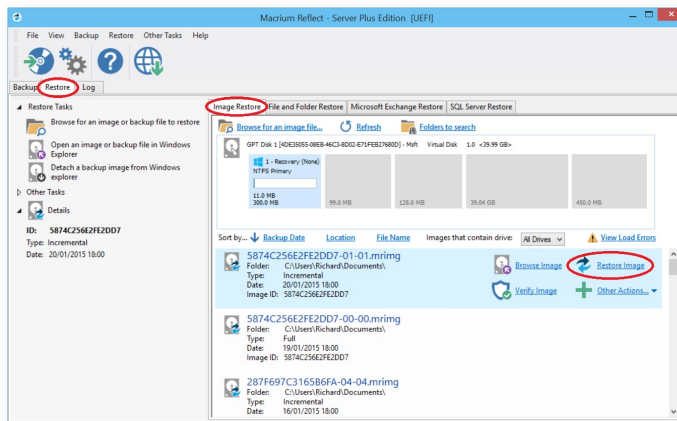 Macrium Reflect - Server Plus Edition [UEFI]
File View Backup Restore Other Tasks Help
Backup Restore Log
Restore Tasks
Browse for an image or backup file to restore
Open an image or backup file in Windows
Explorer
Detach a backup image from Windows
explorer
Other Tasks
Details
ID: 5874C256E2FE2DD7
Type: Incremental
Date: 20/01/2015 18:00
Image Restore File and Folder Restore Microsoft Exchange Restore SQL Server Restore
Browse for an image file... Refresh Folders to search
GPT Disk 1 [4DE35055-08EB-46C3-8D02-E71FEB27680D] - Msft Virtual Disk 1.0 <39.99 GB>
1 - Recovery (None)
NTFS Primary
11.0 MB
300.0 MB 99.0 MB 128.0 MB 39.04 GB 450.0 MB
Sort by... Backup Date Location File Name Images that contain drive: All Drives View Load Errors
5874C256E2FE2DD7-01-01.mrimg
Folder: C:\Users\Richard\Documents\
Type: Incremental
Date: 20/01/2015 18:00
Image ID: 5874C256E2FE2DD7
Browse Image Restore Image
Verify Image Other Actions...
5874C256E2FE2DD7-00-00.mrimg
Folder: C:\Users\Richard\Documents\
Type: Full
Date: 19/01/2015 18:00
Image ID: 5874C256E2FE2DD7
287F697C3165B6FA-04-04.mrimg
Folder: C:\Users\Richard\Documents\
Type: Incremental
Date: 16/01/2015 18:00